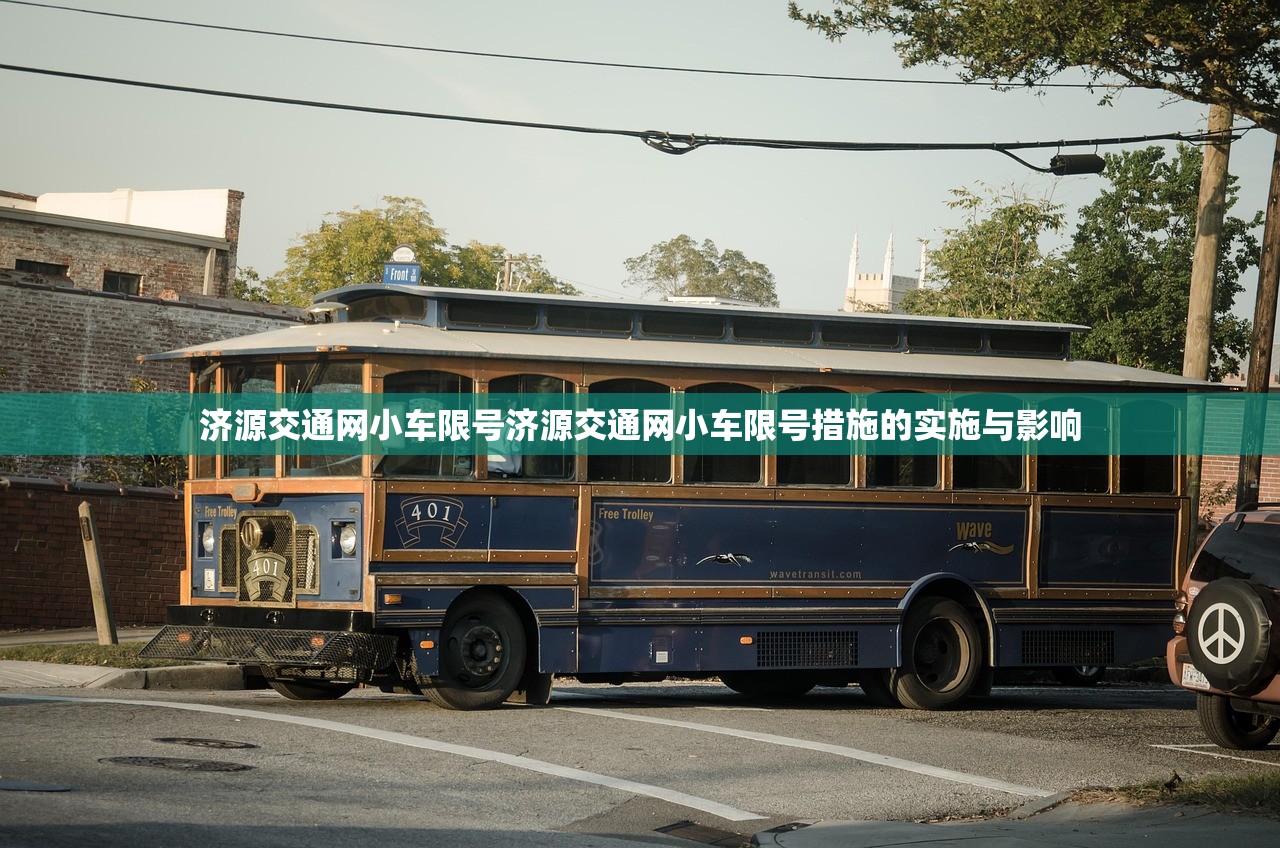 Front
济源交通网小车限号济源交通网小车限号措施的实施与影响
Free Trolley
401
401
Free Trolley
wave
wavetransit.com